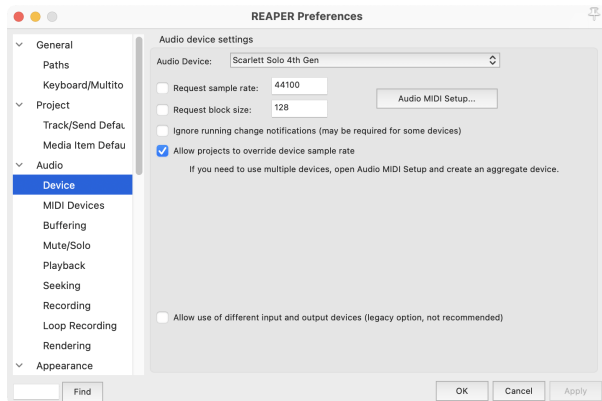 REAPER Preferences
General
Paths
Keyboard/Multito
Project
Track/Send Defau
Media Item Defau
Audio
Device
MIDI Devices
Buffering
Mute/Solo
Playback
Seeking
Recording
Loop Recording
Rendering
Appearance
Find
Audio device settings
Audio Device: Scarlett Solo 4th Gen
Request sample rate: 44100
Request block size: 128
Audio MIDI Setup...
Ignore running change notifications (may be required for some devices)
Allow projects to override device sample rate
If you need to use multiple devices, open Audio MIDI Setup and create an aggregate device.
Allow use of different input and output devices (legacy option, not recommended)
OK Cancel Apply